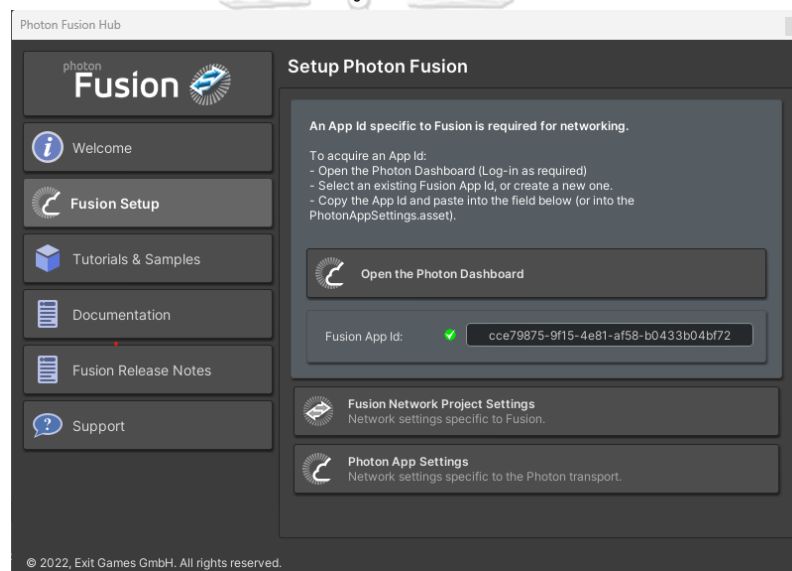 Photon Fusion Hub
photon
Fusion
Welcome
Fusion Setup
Tutorials & Samples
Documentation
Fusion Release Notes
Support
Setup Photon Fusion
An App Id specific to Fusion is required for networking.
To acquire an App Id:
- Open the Photon Dashboard (Log-in as required)
- Select an existing Fusion App Id, or create a new one.
- Copy the App Id and paste into the field below (or into the
PhotonAppSettings.asset).
Open the Photon Dashboard
Fusion App Id:
cce79875-9f15-4e81-af58-b0433b04bf72
Fusion Network Project Settings
Network settings specific to Fusion.
Photon App Settings
Network settings specific to the Photon transport.
© 2022, Exit Games GmbH. All rights reserved.